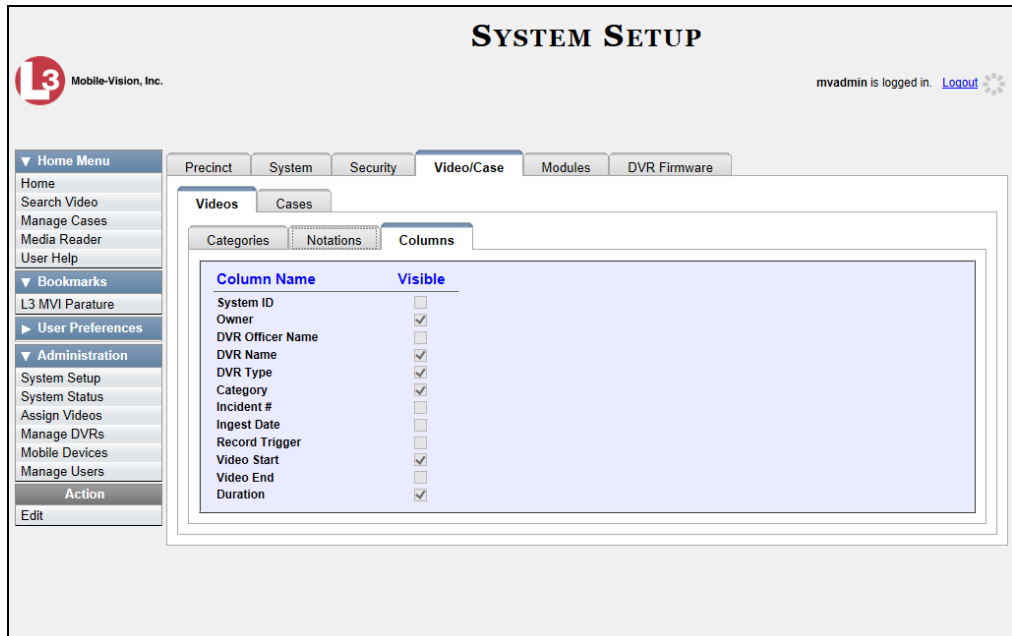 SYSTEM SETUP
L3 Mobile-Vision, Inc.
mvadmin is logged in. Logout
Home Menu
Home
Search Video
Manage Cases
Media Reader
User Help
Bookmarks
L3 MVI Parature
User Preferences
Administration
System Setup
System Status
Assign Videos
Manage DVRs
Mobile Devices
Manage Users
Action
Edit
Precinct System Security Video/Case Modules DVR Firmware
Videos Cases
Categories Notations Columns
Column Name Visible
System ID
Owner
DVR Officer Name
DVR Name
DVR Type
Category
Incident #
Ingest Date
Record Trigger
Video Start
Video End
Duration